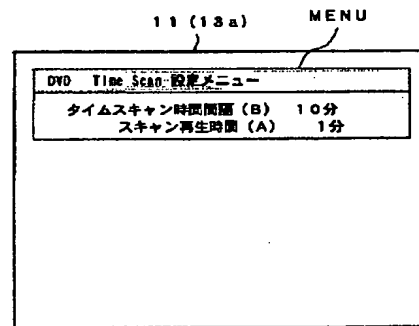 11(13a) MENU
DVD Time Scan 設定メニュー
タイムスキャン時間間隔(B) 10分
スキャン再生時間(A) 1分